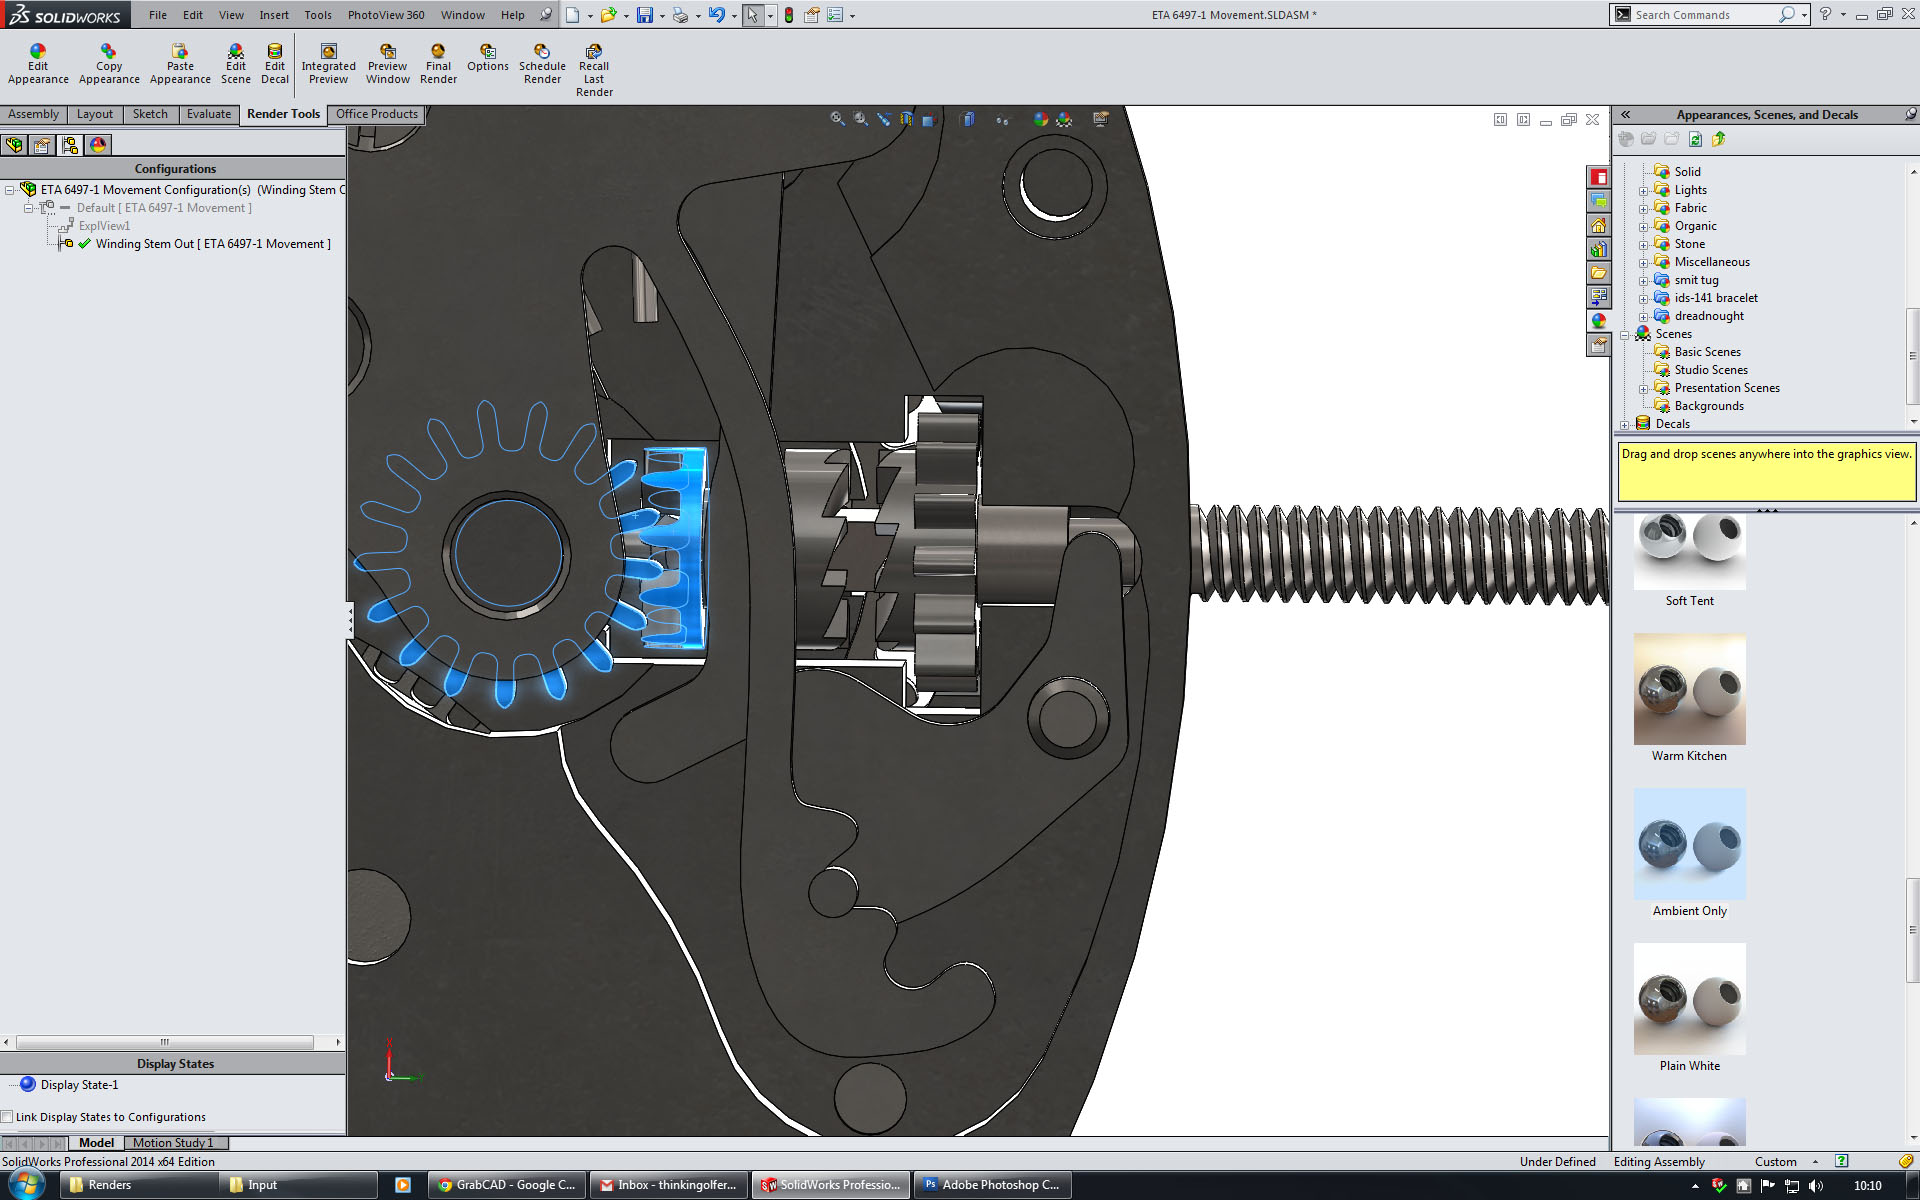 SOLIDWORKS File Edit View Insert Tools PhotoView 360 Window Help ETA 6497-1 Movement.SLDASM * Search Commands
Edit Appearance
Copy Appearance
Paste Appearance
Edit Scene
Edit Decal
Integrated Preview
Preview Window
Final Render
Options
Schedule Render
Recall Last Render
Assembly Layout Sketch Evaluate Render Tools Office Products
Configurations
ETA 6497-1 Movement Configuration(s) (Winding Stem C
Default [ ETA 6497-1 Movement ]
ExplView1
Winding Stem Out [ ETA 6497-1 Movement ]
Display States
Display State-1
Link Display States to Configurations
Model Motion Study 1
Appearances, Scenes, and Decals
Solid
Lights
Fabric
Organic
Stone
Miscellaneous
smit tug
ids-141 bracelet
dreadnought
Scenes
Basic Scenes
Studio Scenes
Presentation Scenes
Backgrounds
Decals
Drag and drop scenes anywhere into the graphics view.
Soft Tent
Warm Kitchen
Ambient Only
Plain White
SolidWorks Professional 2014 x64 Edition Under Defined Editing Assembly Custom
Renders Input GrabCAD - Google C... Inbox - thinkingolfer... SolidWorks Professio... Adobe Photoshop C... 10:10